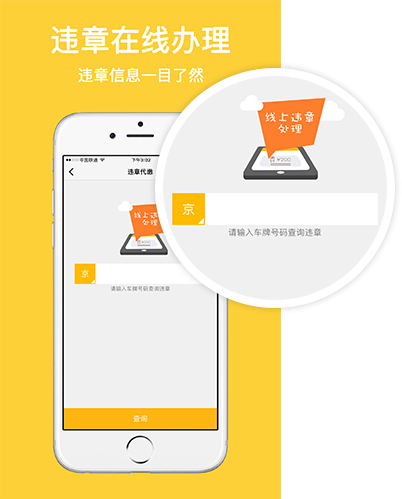 违章在线办理
违章信息一目了然
线上违章
处理
¥200
京
请输入车牌号码查询违章
中国联通
下午3:02
违章代缴
线上违章
处理
京
请输入车牌号码查询违章
查询